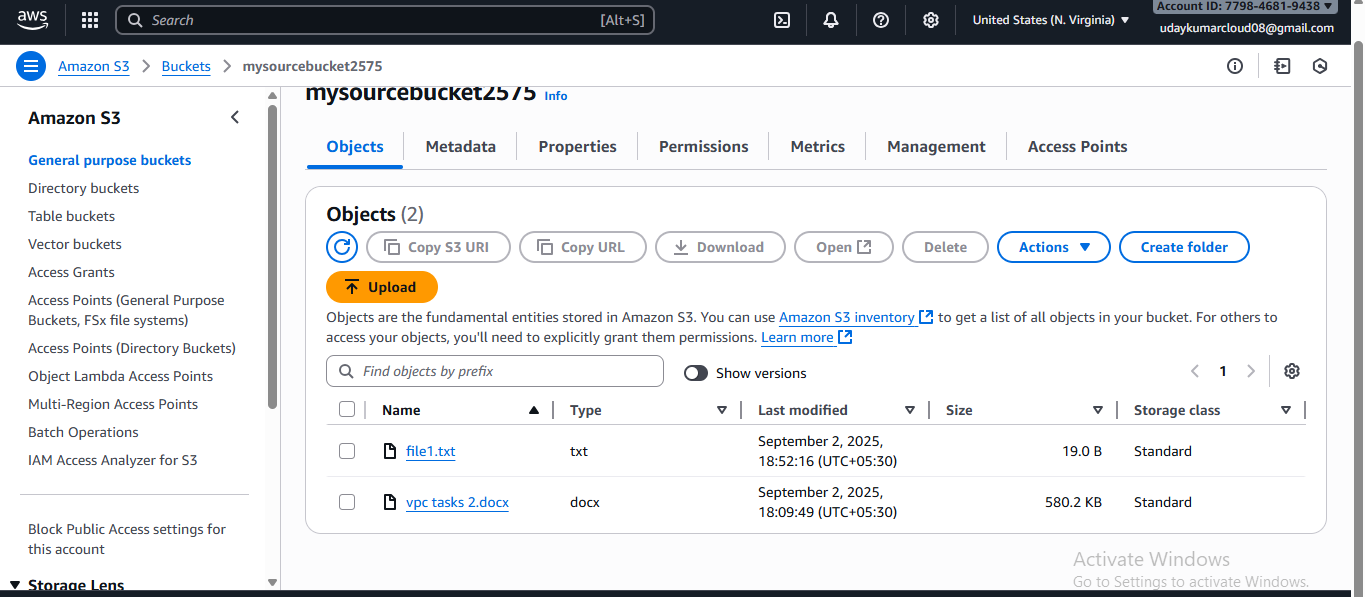 aws
Search
[Alt+S]
United States (N. Virginia)
Account ID: 7798-4681-9438
udaykumarcloud08@gmail.com
Amazon S3
Buckets
mysourcebucket2575
Amazon S3
General purpose buckets
Directory buckets
Table buckets
Vector buckets
Access Grants
Access Points (General Purpose
Buckets, FSx file systems)
Access Points (Directory Buckets)
Object Lambda Access Points
Multi-Region Access Points
Batch Operations
IAM Access Analyzer for S3
Block Public Access settings for
this account
Storage Lens
mysourcebucket2575 Info
Objects
Metadata
Properties
Permissions
Metrics
Management
Access Points
Objects (2)
Copy S3 URI
Copy URL
Download
Open
Delete
Actions
Create folder
Upload
Objects are the fundamental entities stored in Amazon S3. You can use Amazon S3 inventory to get a list of all objects in your bucket. For others to
access your objects, you'll need to explicitly grant them permissions. Learn more
Find objects by prefix
Show versions
1
Name
Type
Last modified
Size
Storage class
file1.txt
txt
September 2, 2025,
18:52:16 (UTC+05:30)
19.0 B
Standard
vpc tasks 2.docx
docx
September 2, 2025,
18:09:49 (UTC+05:30)
580.2 KB
Standard
Activate Windows
Go to Settings to activate Windows.